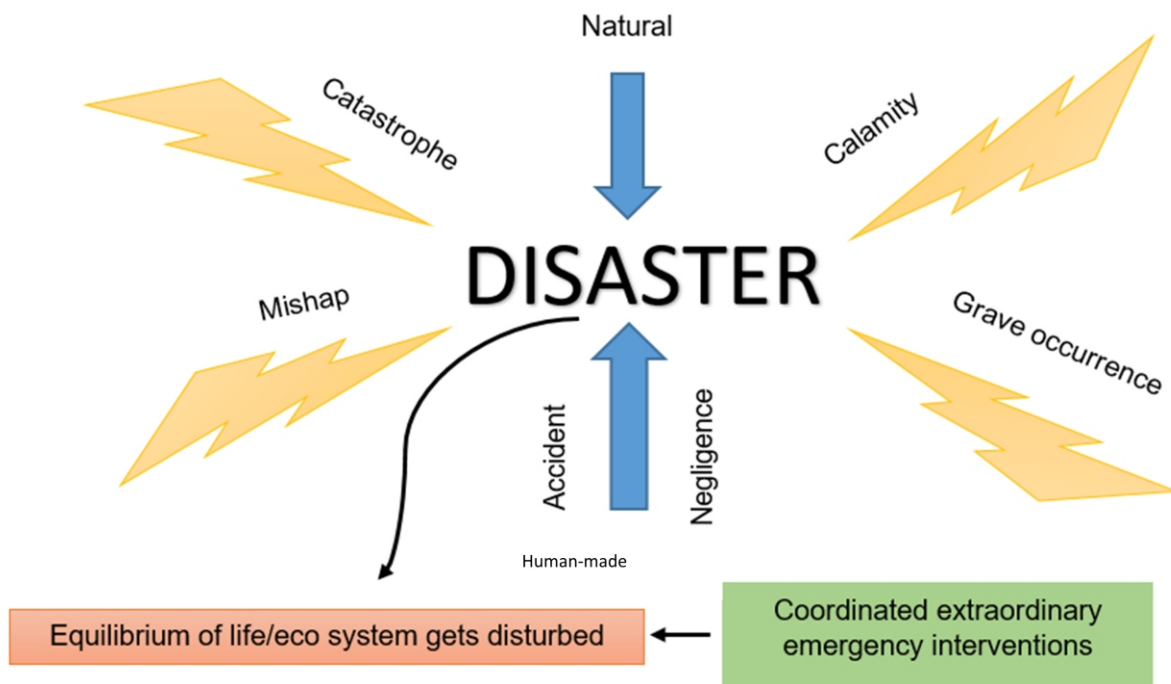 Natural
Catastrophe
Calamity
DISASTER
Mishap
Grave occurrence
Accident
Negligence
Human-made
Equilibrium of life/eco system gets disturbed
Coordinated extraordinary
emergency interventions